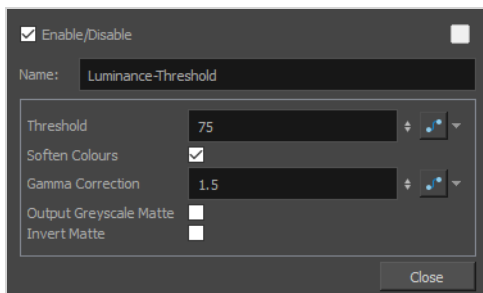 Enable/Disable
Name: Luminance-Threshold
Threshold 75
Soften Colours
Gamma Correction 1.5
Output Greyscale Matte
Invert Matte
Close